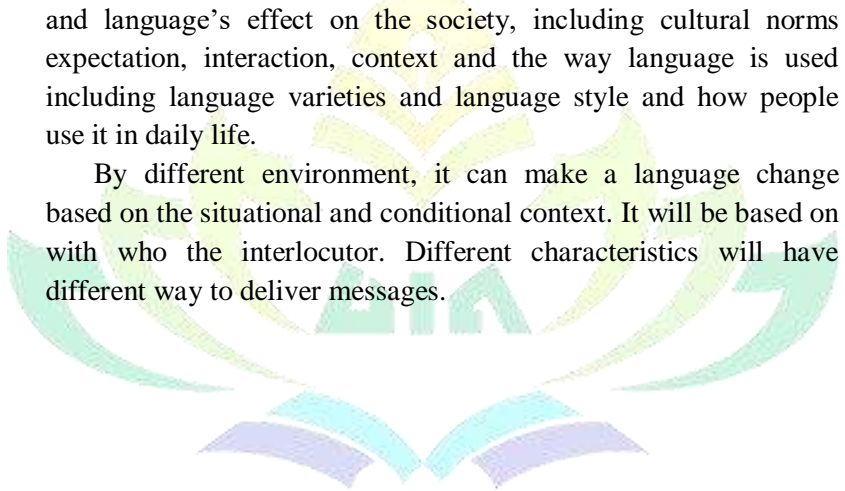 and language’s effect on the society, including cultural norms
expectation, interaction, context and the way language is used
including language varieties and language style and how people
use it in daily life.
By different environment, it can make a language change
based on the situational and conditional context. It will be based on
with who the interlocutor. Different characteristics will have
different way to deliver messages.